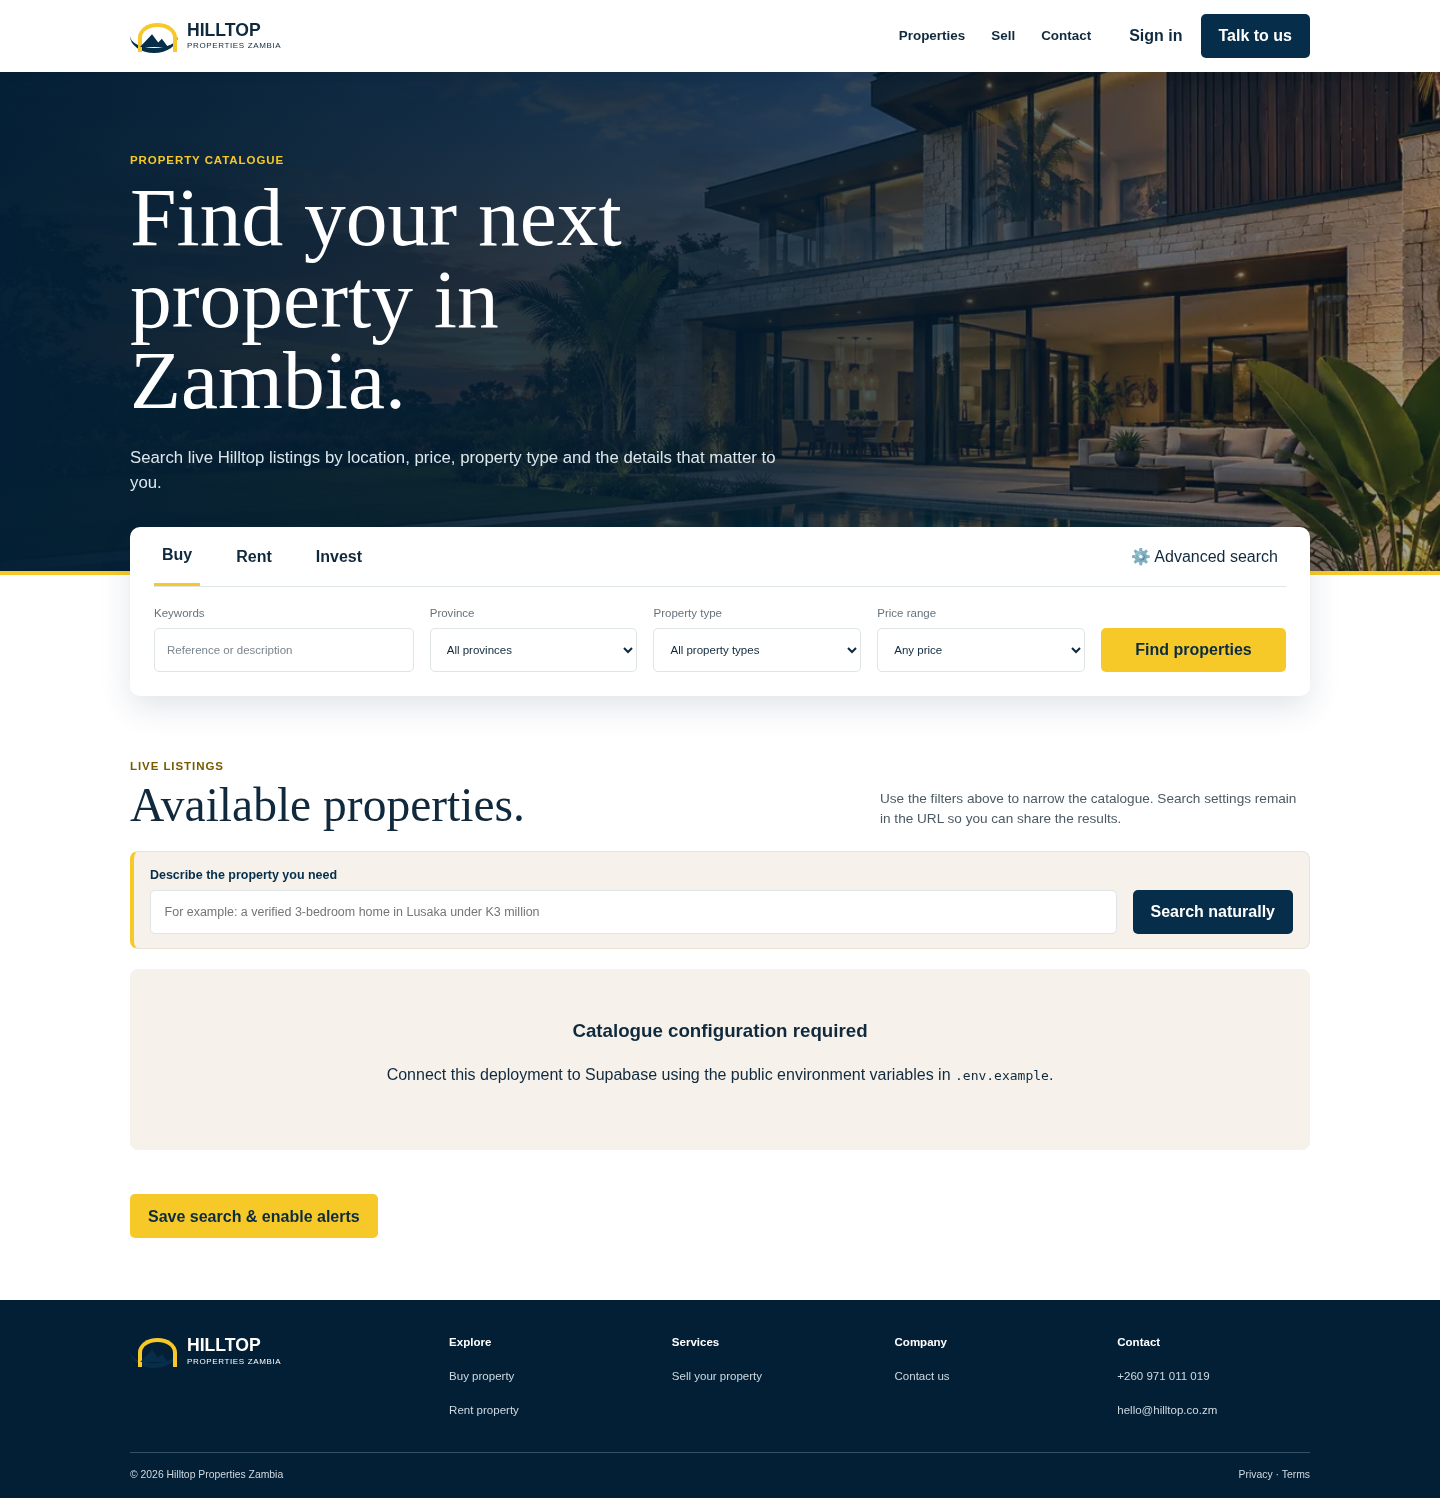 HILLTOP
PROPERTIES ZAMBIA
Properties
Sell
Contact
Sign in
Talk to us
PROPERTY CATALOGUE
Find your next
property in
Zambia.
Search live Hilltop listings by location, price, property type and the details that matter to
you.
Buy
Rent
Invest
Advanced search
Keywords
Province
Property type
Price range
Reference or description
All provinces
All property types
Any price
Find properties
LIVE LISTINGS
Available properties.
Use the filters above to narrow the catalogue. Search settings remain
in the URL so you can share the results.
Describe the property you need
For example: a verified 3-bedroom home in Lusaka under K3 million
Search naturally
Catalogue configuration required
Connect this deployment to Supabase using the public environment variables in .env.example.
Save search & enable alerts
HILLTOP
PROPERTIES ZAMBIA
Explore
Buy property
Rent property
Services
Sell your property
Company
Contact us
Contact
+260 971 011 019
hello@hilltop.co.zm
© 2026 Hilltop Properties Zambia
Privacy · Terms